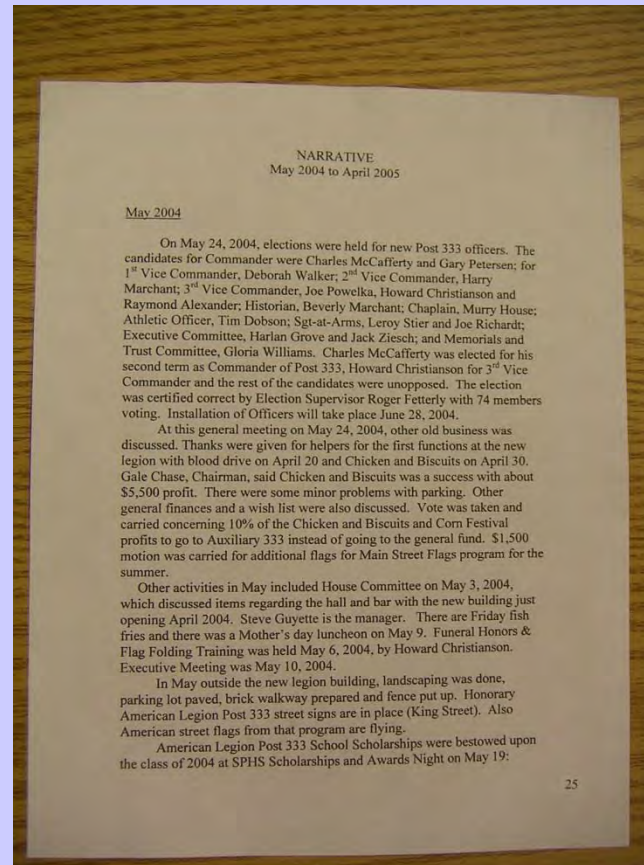 NARRATIVE
May 2004 to April 2005
May 2004
On May 24, 2004, elections were held for new Post 333 officers. The
candidates for Commander were Charles McCafferty and Gary Petersen; for
1st Vice Commander, Deborah Walker; 2nd Vice Commander, Harry
Marchant; 3rd Vice Commander, Joe Powelka, Howard Christianson and
Raymond Alexander; Historian, Beverly Marchant; Chaplain, Murry House;
Athletic Officer, Tim Dobson; Sgt-at-Arms, Leroy Stier and Joe Richardt;
Executive Committee, Harlan Grove and Jack Ziesch; and Memorials and
Trust Committee, Gloria Williams. Charles McCafferty was elected for his
second term as Commander of Post 333, Howard Christianson for 3rd Vice
Commander and the rest of the candidates were unopposed. The election
was certified correct by Election Supervisor Roger Fetterly with 74 members
voting. Installation of Officers will take place June 28, 2004.
At this general meeting on May 24, 2004, other old business was
discussed. Thanks were given for helpers for the first functions at the new
legion with blood drive on April 20 and Chicken and Biscuits on April 30.
Gale Chase, Chairman, said Chicken and Biscuits was a success with about
$5,500 profit. There were some minor problems with parking. Other
general finances and a wish list were also discussed. Vote was taken and
carried concerning 10% of the Chicken and Biscuits and Corn Festival
profits to go to Auxiliary 333 instead of going to the general fund. $1,500
motion was carried for additional flags for Main Street Flags program for the
summer.
Other activities in May included House Committee on May 3, 2004,
which discussed items regarding the hall and bar with the new building just
opening April 2004. Steve Guyette is the manager. There are Friday fish
fries and there was a Mother's day luncheon on May 9. Funeral Honors &
Flag Folding Training was held May 6, 2004, by Howard Christianson.
Executive Meeting was May 10, 2004.
In May outside the new legion building, landscaping was done,
parking lot paved, brick walkway prepared and fence put up. Honorary
American Legion Post 333 street signs are in place (King Street). Also
American street flags from that program are flying.
American Legion Post 333 School Scholarships were bestowed upon
the class of 2004 at SPHS Scholarships and Awards Night on May 19:
25